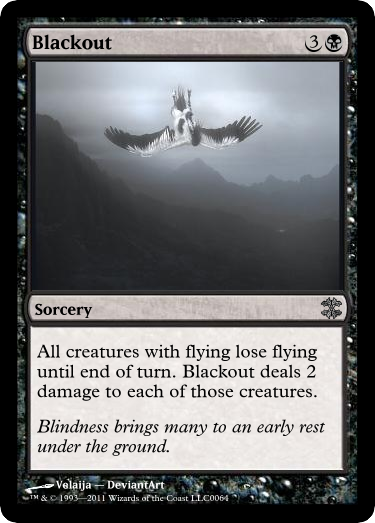 Blackout 3
Sorcery
All creatures with flying lose flying
until end of turn. Blackout deals 2
damage to each of those creatures.
Blindness brings many to an early rest
under the ground.
Velaija — DeviantArt
™ & © 1993—2011 Wizards of the Coast LLC0064